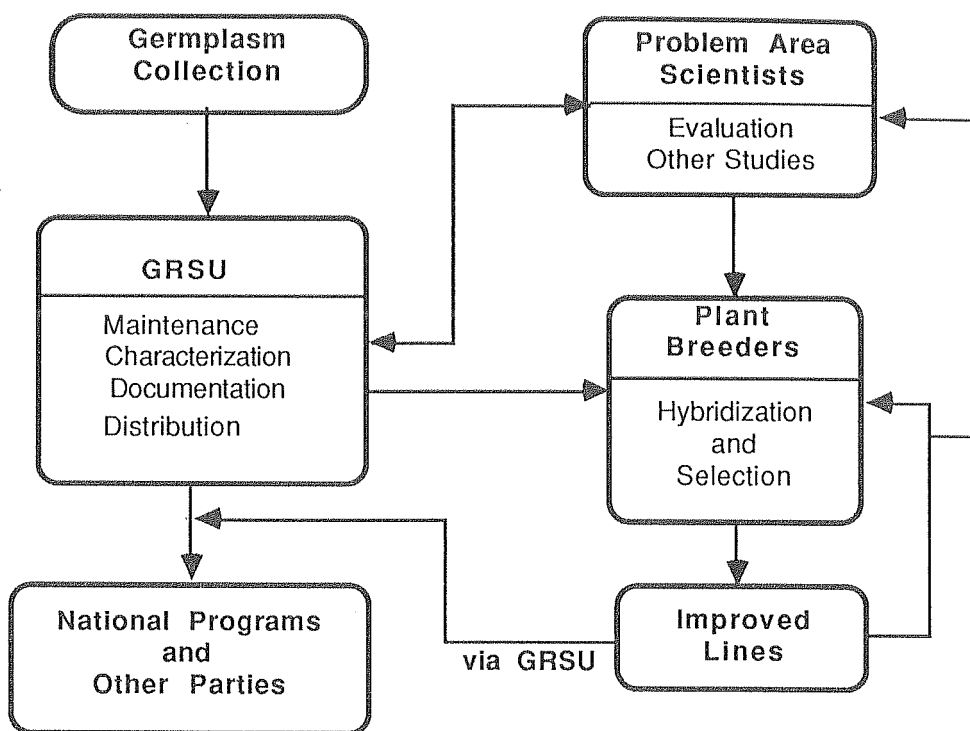 Germplasm
Collection
Problem Area
Scientists
Evaluation
Other Studies
GRSU
Maintenance
Characterization
Documentation
Distribution
Plant
Breeders
Hybridization
and
Selection
National Programs
and
Other Parties
via GRSU
Improved
Lines